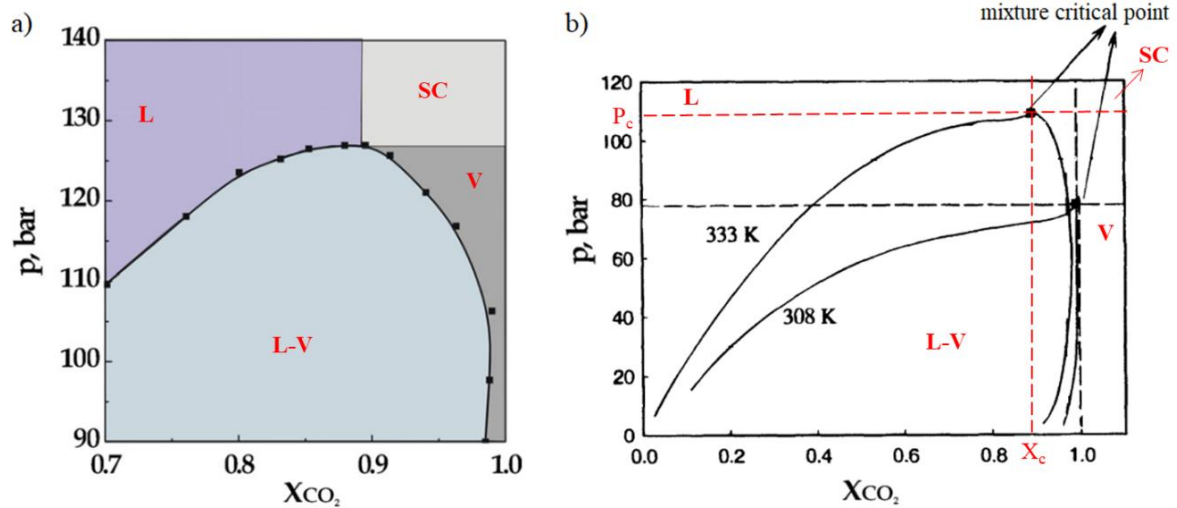 a)
140
130
120
110
100
90
p, bar
L
SC
V
L-V
0.7
0.8
0.9
1.0
XCO₂
b)
mixture critical point
SC
120
100
80
60
40
20
0
p, bar
Pc
L
333 K
308 K
V
L-V
0.0
0.2
0.4
0.6
0.8
Xc
1.0
XCO₂